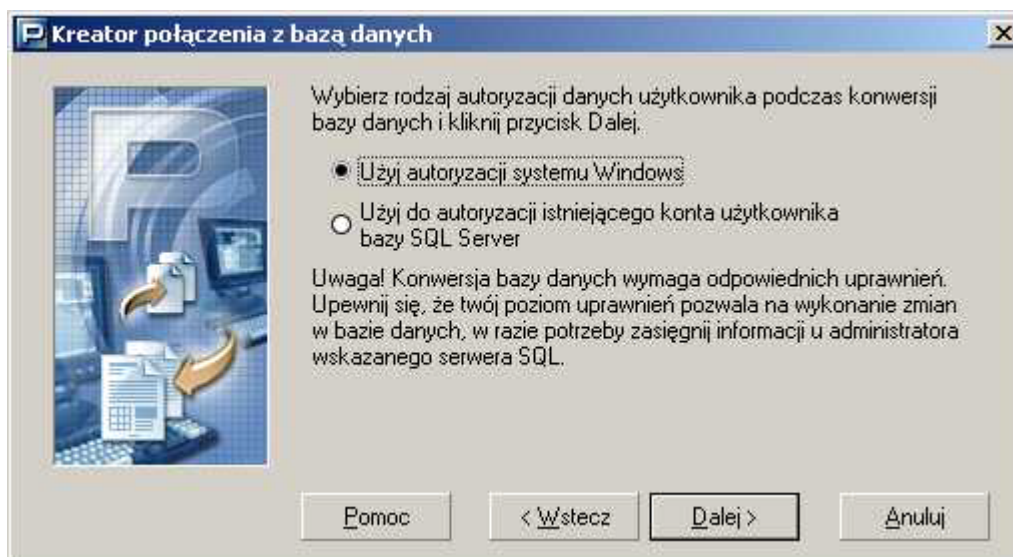 Kreator połączenia z bazą danych
Wybierz rodzaj autoryzacji danych użytkownika podczas konwersji
bazy danych i kliknij przycisk Dalej.
Użyj autoryzacji systemu Windows
Użyj do autoryzacji istniejącego konta użytkownika
bazy SQL Server
Uwaga! Konwersja bazy danych wymaga odpowiednich uprawnień.
Upewnij się, że twój poziom uprawnień pozwala na wykonanie zmian
w bazie danych, w razie potrzeby zasięgnij informacji u administratora
wskazanego serwera SQL.
Pomoc < Wstecz Dalej > Anuluj